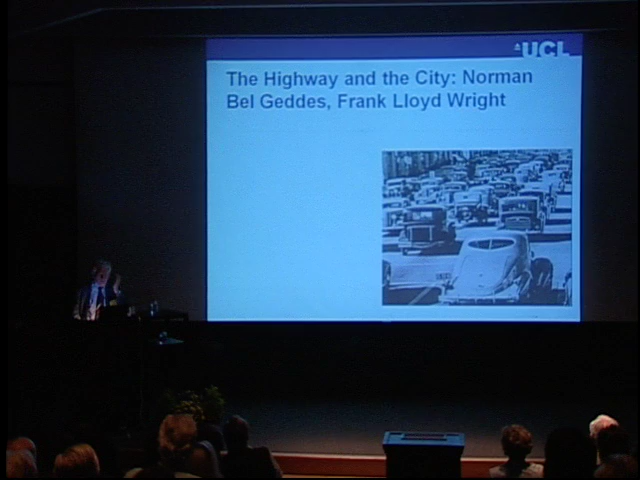 UCL
The Highway and the City: Norman
Bel Geddes, Frank Lloyd Wright